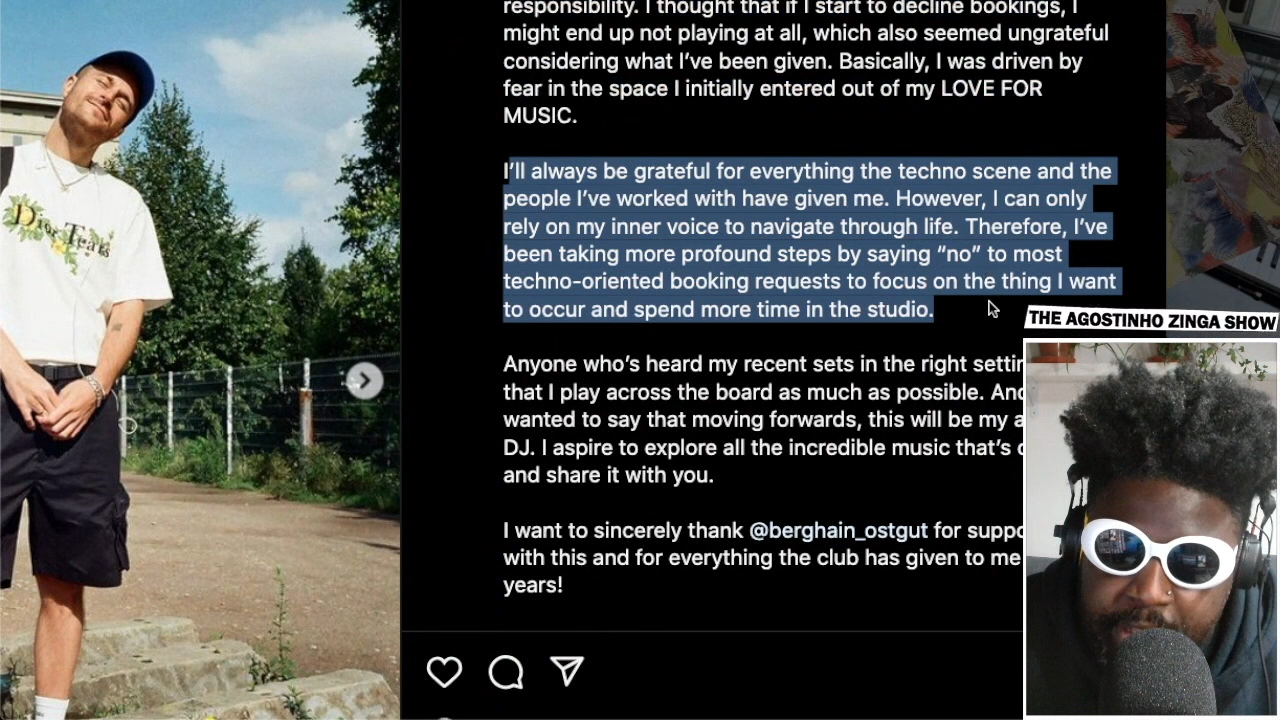 responsibility. I thought that if I start to decline bookings, I
might end up not playing at all, which also seemed ungrateful
considering what I’ve been given. Basically, I was driven by
fear in the space I initially entered out of my LOVE FOR
MUSIC.
I’ll always be grateful for everything the techno scene and the
people I’ve worked with have given me. However, I can only
rely on my inner voice to navigate through life. Therefore, I’ve
been taking more profound steps by saying “no” to most
techno-oriented booking requests to focus on the thing I want
to occur and spend more time in the studio.
Anyone who’s heard my recent sets in the right
that I play across the board as much as possible.
wanted to say that moving forwards, this will be my
DJ. I aspire to explore all the incredible music that’s
and share it with you.
I want to sincerely thank @berghain_ostgut for
with this and for everything the club has given to me
years!
THE AGOSTINHO ZINGA SHOW
Tears